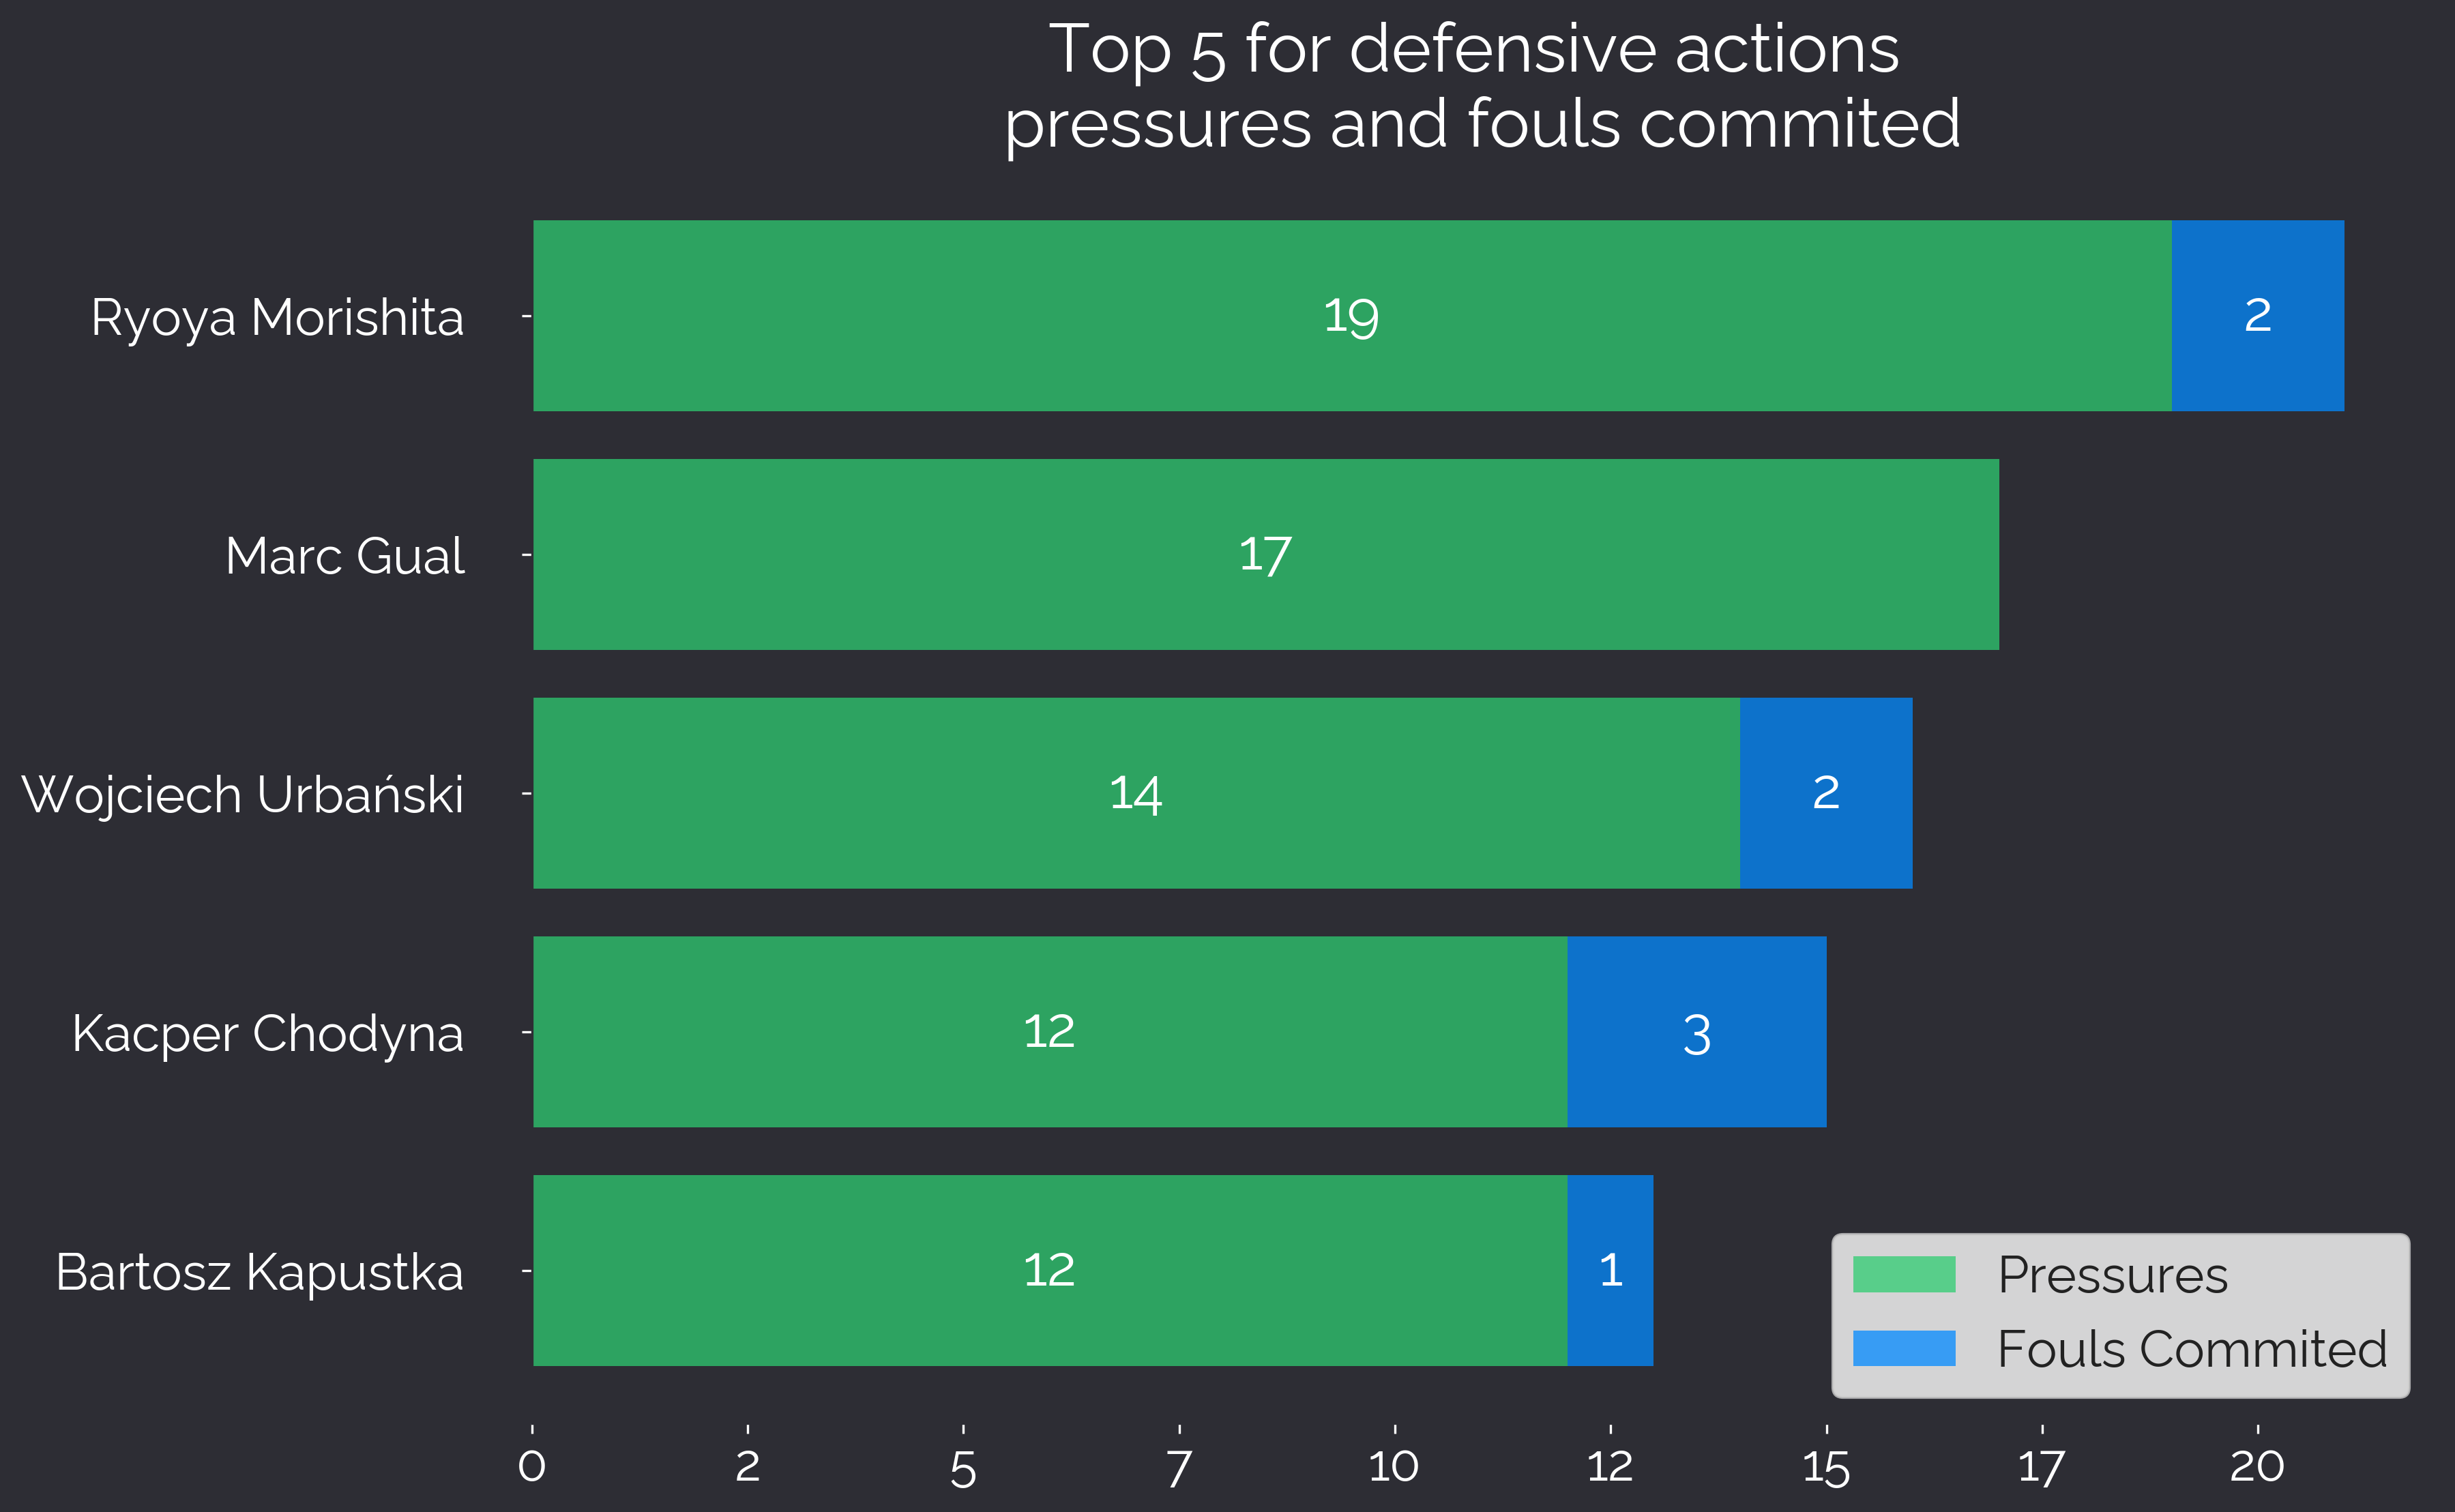 Top 5 for defensive actions
pressures and fouls commited
Ryoya Morishita 19 2
Marc Gual 17
Wojciech Urbański 14 2
Kacper Chodyna 12 3
Bartosz Kapustka 12 1
Pressures
Fouls Commited
0 2 5 7 10 12 15 17 20